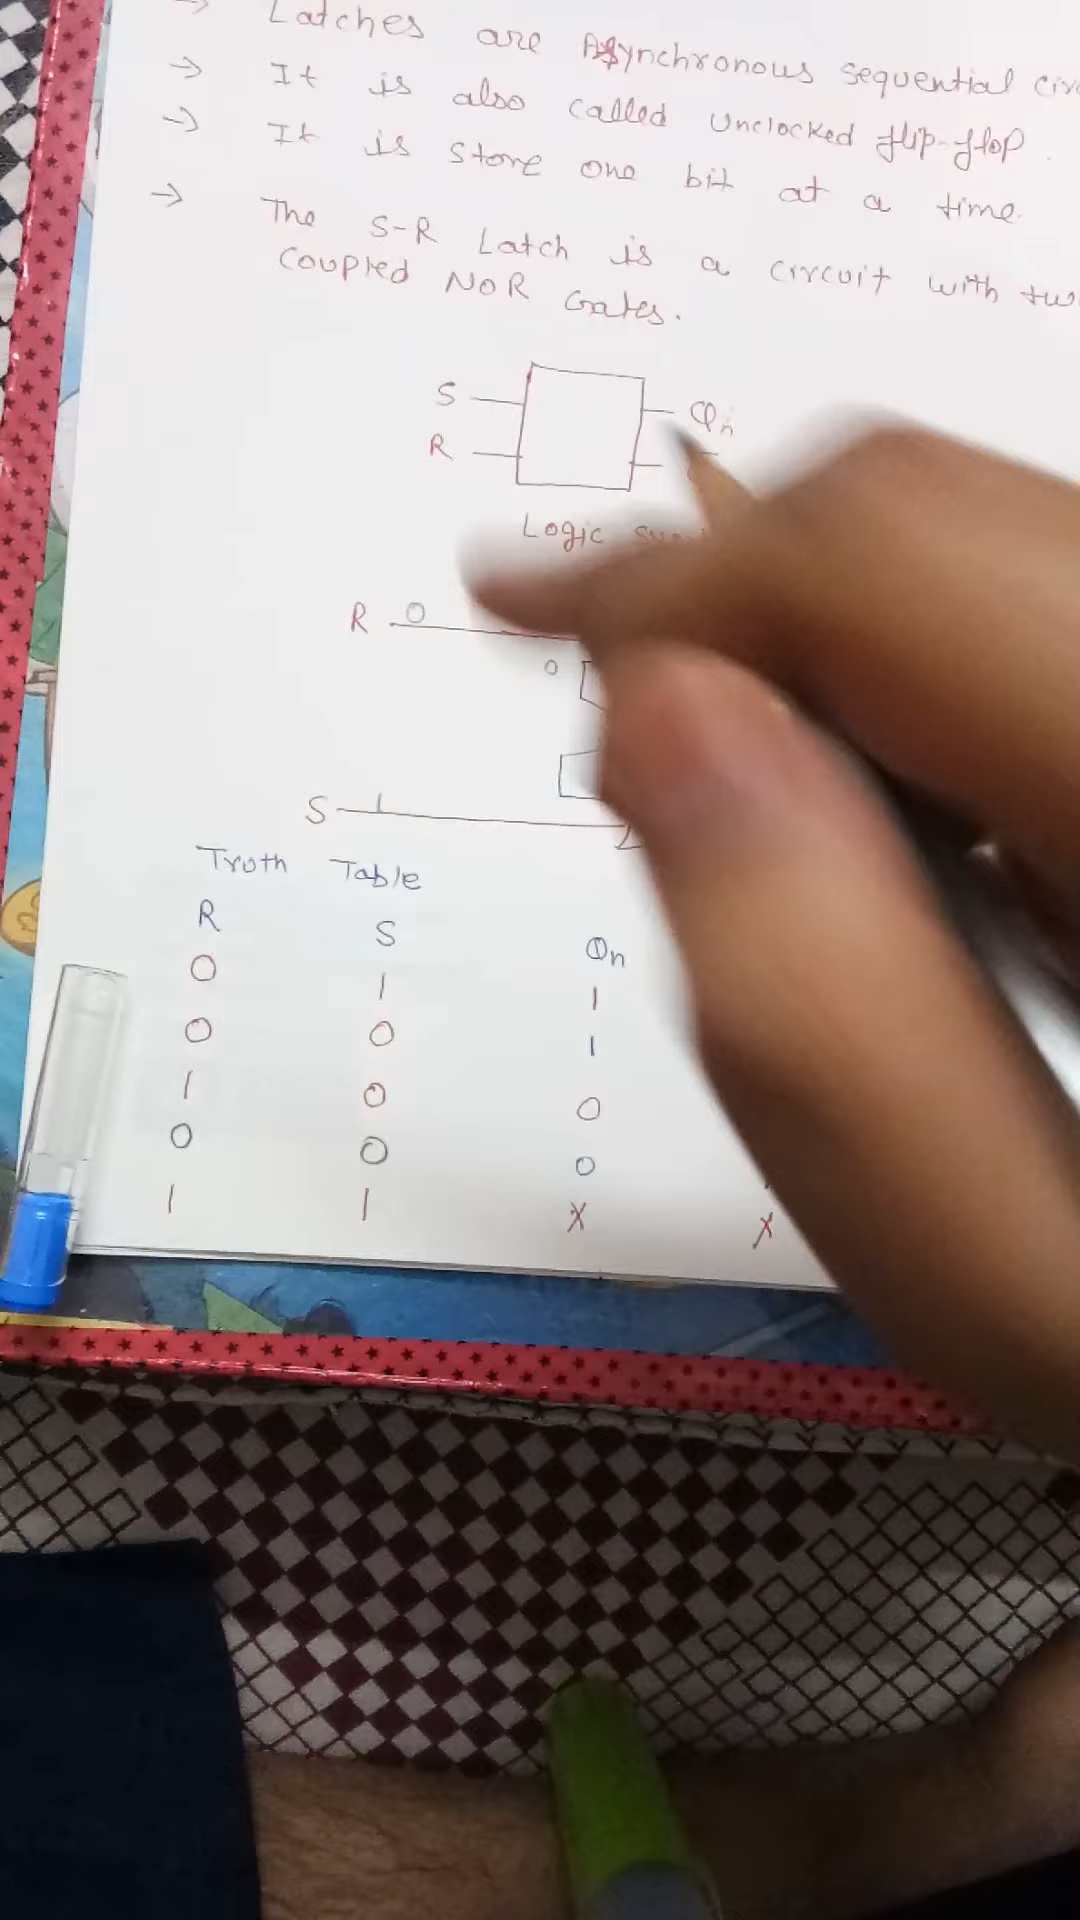 → Latches are Asynchronous sequential
→ It is also called Unclocked flip-flop.
→ It is store one bit at a time.
→ The S-R Latch is a circuit with
Coupled NOR Gates.
S Qn
R
Logic
R 0
0
S 1
Truth Table
R S Qn
0 1 1
0 0 1
1 0 0
0 0 0
1 1 X X